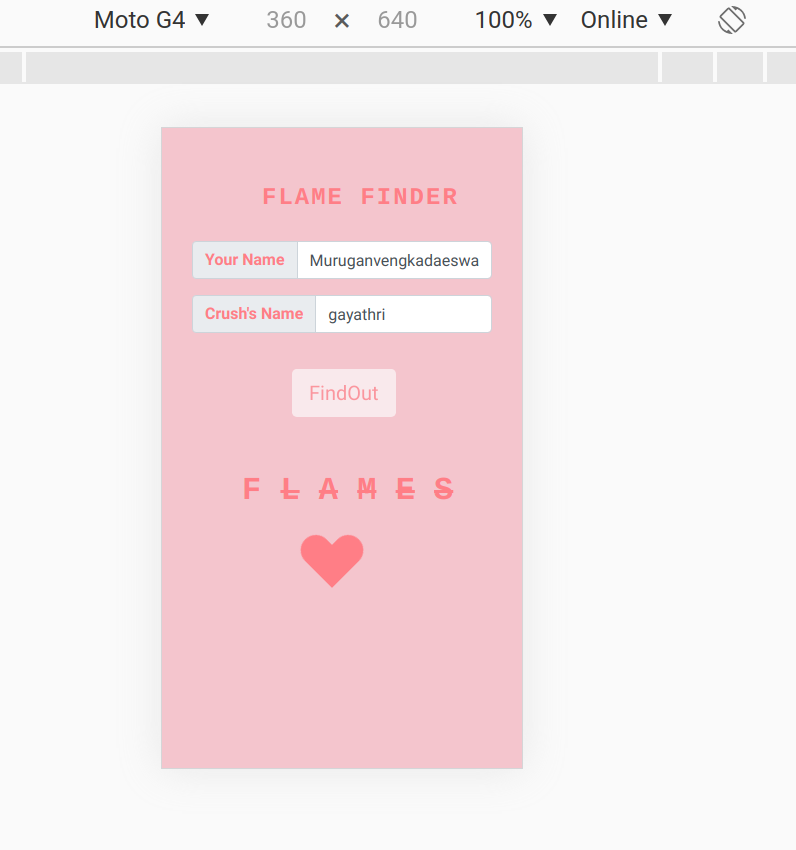 Moto G4 ▼ 360 × 640 100% ▼ Online ▼
FLAME FINDER
Your Name Muruganvengkadaeswa
Crush's Name gayathri
FindOut
F L A M E S